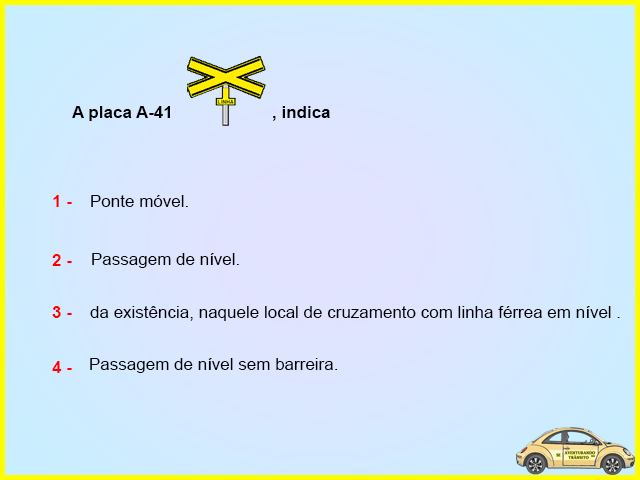 LINHA
A placa A-41 , indica
1 - Ponte móvel.
2 - Passagem de nível.
3 - da existência, naquele local de cruzamento com linha férrea em nível .
4 - Passagem de nível sem barreira.
AVENTURANDO
TRÂNSITO